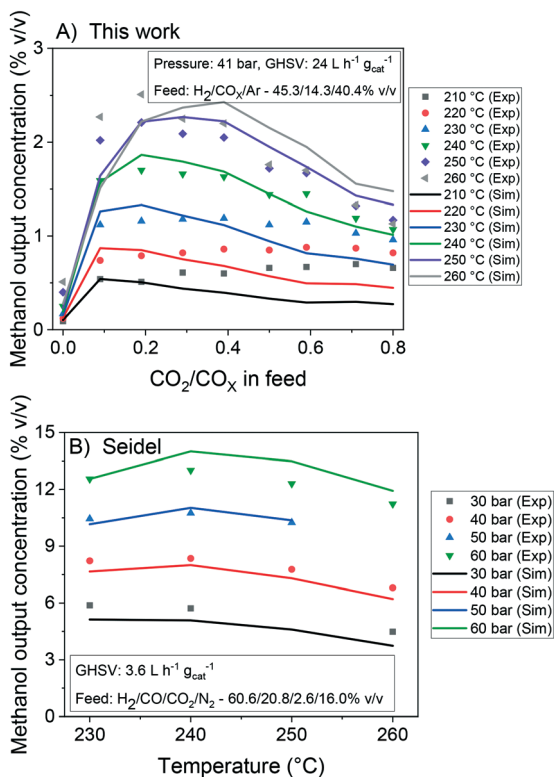 A) This work
Pressure: 41 bar, GHSV: 24 L h⁻¹ g_cat⁻¹
Feed: H₂/COₓ/Ar - 45.3/14.3/40.4% v/v
Methanol output concentration (% v/v)
3
2
1
0
0.0 0.2 0.4 0.6 0.8
CO₂/COₓ in feed
210 °C (Exp)
220 °C (Exp)
230 °C (Exp)
240 °C (Exp)
250 °C (Exp)
260 °C (Exp)
210 °C (Sim)
220 °C (Sim)
230 °C (Sim)
240 °C (Sim)
250 °C (Sim)
260 °C (Sim)
B) Seidel
Methanol output concentration (% v/v)
15
12
9
6
3
0
GHSV: 3.6 L h⁻¹ g_cat⁻¹
Feed: H₂/CO/CO₂/N₂ - 60.6/20.8/2.6/16.0% v/v
230 240 250 260
Temperature (°C)
30 bar (Exp)
40 bar (Exp)
50 bar (Exp)
60 bar (Exp)
30 bar (Sim)
40 bar (Sim)
50 bar (Sim)
60 bar (Sim)